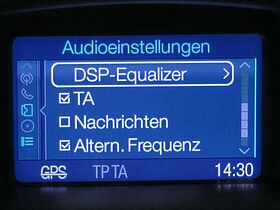 Audioeinstellungen
DSP-Equalizer
TA
Nachrichten
Altern. Frequenz
GPS TP TA 14:30